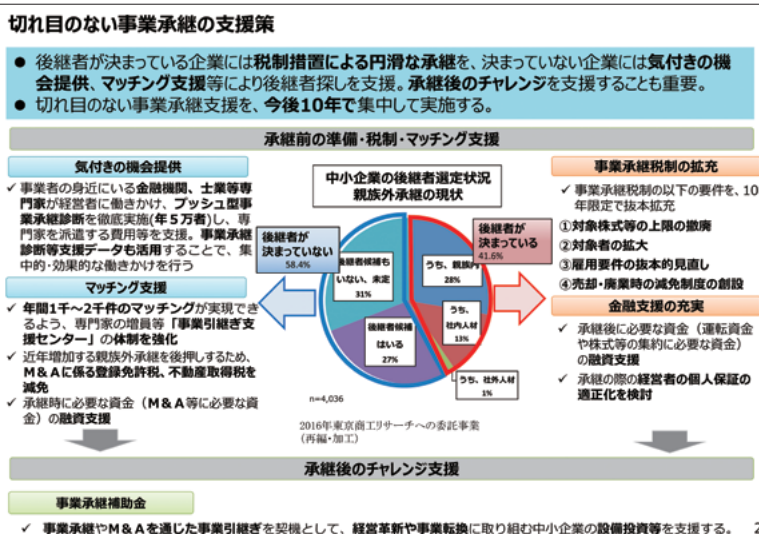 切れ目のない事業承継の支援策
● 後継者が決まっている企業には税制措置による円滑な承継を、決まっていない企業には気付きの機
会提供、マッチング支援等により後継者探しを支援。承継後のチャレンジを支援することも重要。
● 切れ目のない事業承継支援を、今後10年で集中して実施する。
承継前の準備・税制・マッチング支援
気付きの機会提供
✓ 事業者の身近にいる金融機関、士業等専
門家が経営者に働きかけ、プッシュ型事
業承継診断を徹底実施(年５万者)し、専
門家を派遣する費用等を支援。事業承継
診断等支援データも活用することで、集
中的・効果的な働きかけを行う
マッチング支援
✓ 年間1千～2千件のマッチングが実現でき
るよう、専門家の増員等「事業引継ぎ支
援センター」の体制を強化
✓ 近年増加する親族外承継を後押しするため、
M＆Aに係る登録免許税、不動産取得税を
減免
✓ 承継時に必要な資金（M＆A等に必要な資
金）の融資支援
中小企業の後継者選定状況
親族外承継の現状
後継者が
決まっていない
58.4%
後継者が
決まっている
41.6%
後継者候補も
いない、未定
31%
うち、親族内
28%
うち、
社内人材
13%
後継者候補
はいる
27%
うち、社外人材
1%
n=4,036
2016年東京商工リサーチへの委託事業
（再編・加工）
事業承継税制の拡充
✓ 事業承継税制の以下の要件を、10
年限定で抜本拡充
①対象株式等の上限の撤廃
②対象者の拡大
③雇用要件の抜本的見直し
④売却・廃業時の減免制度の創設
金融支援の充実
✓ 承継後に必要な資金（運転資金
や株式等の集約に必要な資金）
の融資支援
✓ 承継の際の経営者の個人保証の
適正化を検討
承継後のチャレンジ支援
事業承継補助金
✓ 事業承継やM＆Aを通じた事業引継ぎを契機として、経営革新や事業転換に取り組む中小企業の設備投資等を支援する。 2